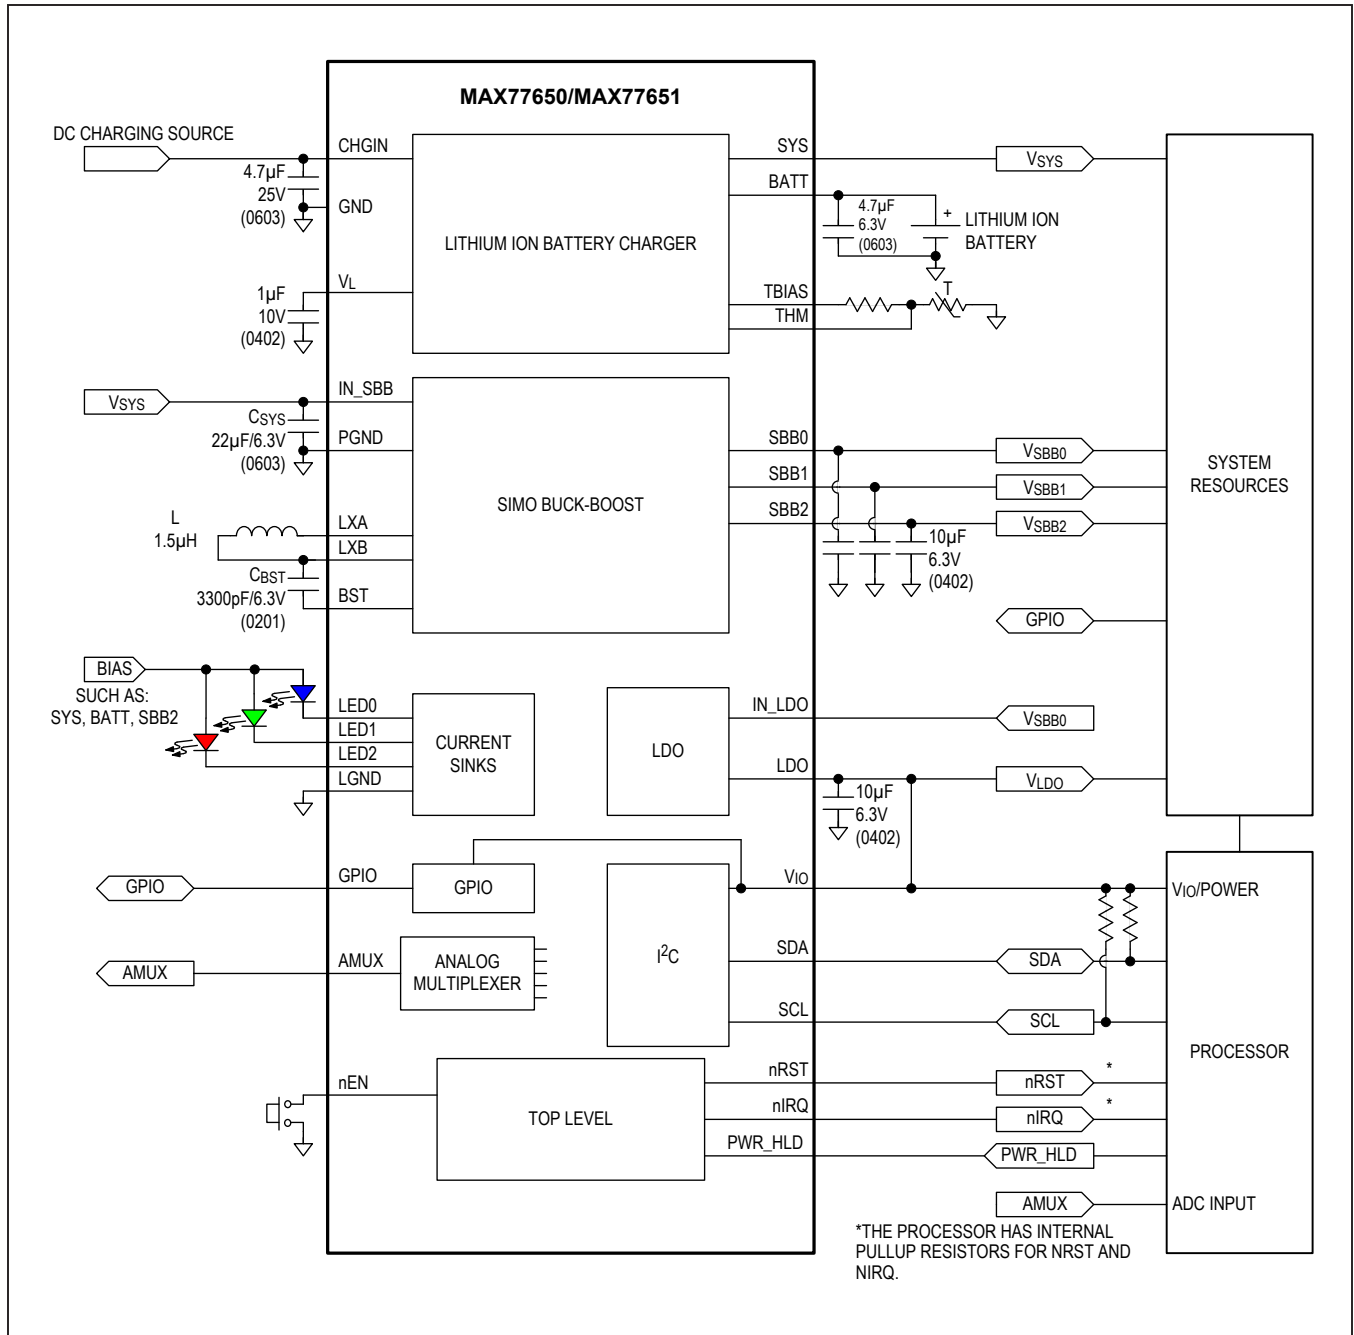 MAX77650/MAX77651
DC CHARGING SOURCE
CHGIN
4.7µF
25V
(0603)
GND
VL
1µF
10V
(0402)
LITHIUM ION BATTERY CHARGER
SYS
VSYS
BATT
4.7µF
6.3V
(0603)
+
LITHIUM ION
BATTERY
TBIAS
THM
T
VSYS
IN_SBB
CSYS
22µF/6.3V
(0603)
PGND
L
1.5µH
LXA
LXB
CBST
3300pF/6.3V
(0201)
BST
SIMO BUCK-BOOST
SBB0
SBB1
SBB2
VSBB0
VSBB1
VSBB2
10µF
6.3V
(0402)
GPIO
SYSTEM
RESOURCES
BIAS
SUCH AS:
SYS, BATT, SBB2
LED0
LED1
LED2
LGND
CURRENT
SINKS
LDO
IN_LDO
VSBB0
LDO
VLDO
10µF
6.3V
(0402)
GPIO
GPIO
GPIO
VIO
VIO/POWER
I2C
SDA
SDA
AMUX
AMUX
ANALOG
MULTIPLEXER
SCL
SCL
PROCESSOR
nEN
TOP LEVEL
nRST
nRST
*
nIRQ
nIRQ
*
PWR_HLD
PWR_HLD
AMUX
ADC INPUT
*THE PROCESSOR HAS INTERNAL
PULLUP RESISTORS FOR NRST AND
NIRQ.